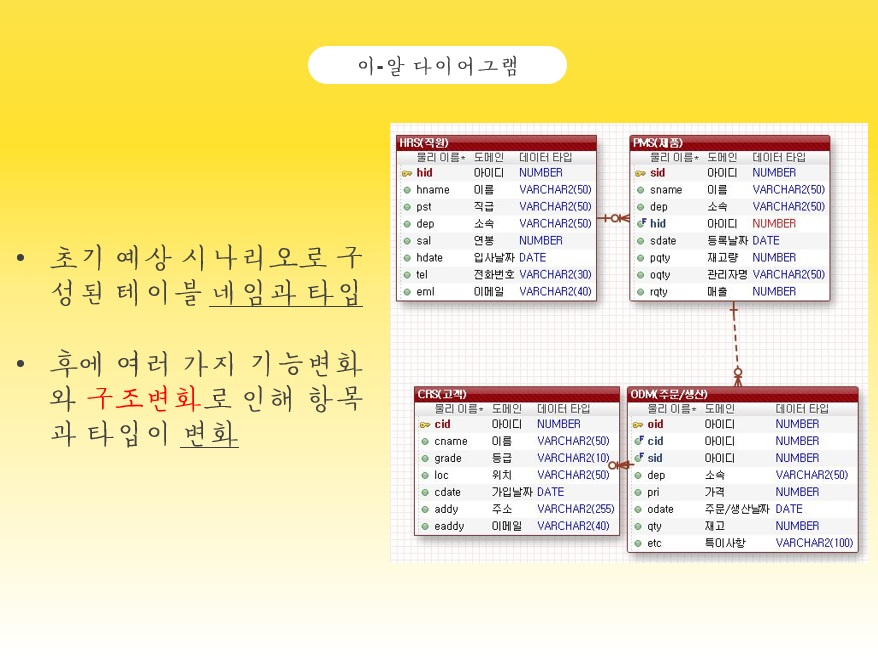 이-알 다이어그램
• 초기 예상 시나리오로 구
성된 테이블 네임과 타입
• 후에 여러 가지 기능변화
와 구조변화로 인해 항목
과 타입이 변화
HRS(직원)
물리 이름* 도메인 데이터 타입
hid 아이디 NUMBER
hname 이름 VARCHAR2(50)
pst 직급 VARCHAR2(50)
dep 소속 VARCHAR2(50)
sal 연봉 NUMBER
hdate 입사날짜 DATE
tel 전화번호 VARCHAR2(30)
eml 이메일 VARCHAR2(40)
PMS(제품)
물리 이름* 도메인 데이터 타입
sid 아이디 NUMBER
sname 이름 VARCHAR2(50)
dep 소속 VARCHAR2(50)
hid 아이디 NUMBER
sdate 등록날짜 DATE
pqty 재고량 NUMBER
oqty 관리자명 VARCHAR2(50)
rqty 매출 NUMBER
CRS(고객)
물리 이름* 도메인 데이터 타입
cid 아이디 NUMBER
cname 이름 VARCHAR2(50)
grade 등급 VARCHAR2(10)
loc 위치 VARCHAR2(50)
cdate 가입날짜 DATE
addy 주소 VARCHAR2(255)
eaddy 이메일 VARCHAR2(40)
ODM(주문/생산)
물리 이름* 도메인 데이터 타입
oid 아이디 NUMBER
cid 아이디 NUMBER
sid 아이디 NUMBER
dep 소속 VARCHAR2(50)
pri 가격 NUMBER
odate 주문/생산날짜 DATE
qty 재고 NUMBER
etc 특이사항 VARCHAR2(100)